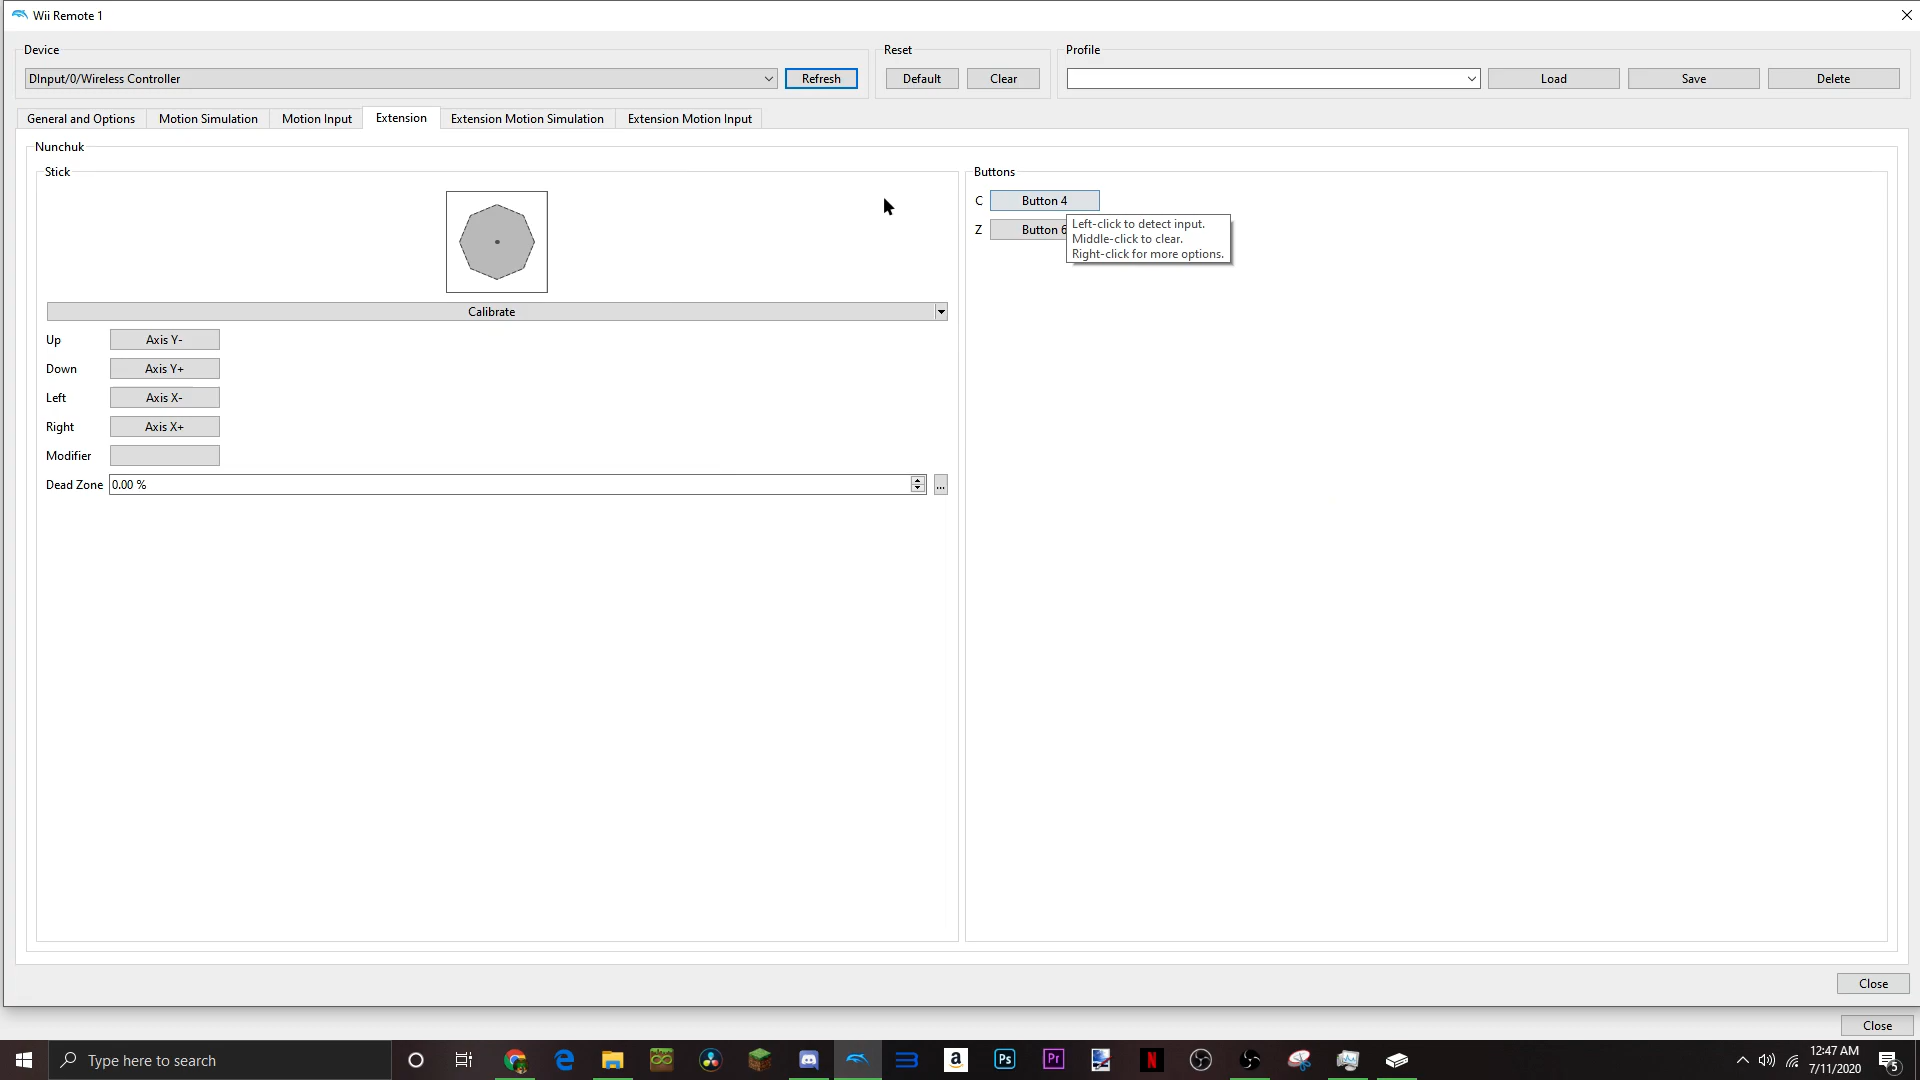 Wii Remote 1
Device
Reset
Profile
DInput/0/Wireless Controller
Refresh
Default
Clear
Load
Save
Delete
General and Options
Motion Simulation
Motion Input
Extension
Extension Motion Simulation
Extension Motion Input
Nunchuk
Stick
Calibrate
Up
Axis Y-
Down
Axis Y+
Left
Axis X-
Right
Axis X+
Modifier
Dead Zone
0.00 %
...
Buttons
C
Button 4
Z
Button 6
Left-click to detect input.
Middle-click to clear.
Right-click for more options.
Close
Close
Type here to search
a
Ps
Pr
N
12:47 AM
7/11/2020
5